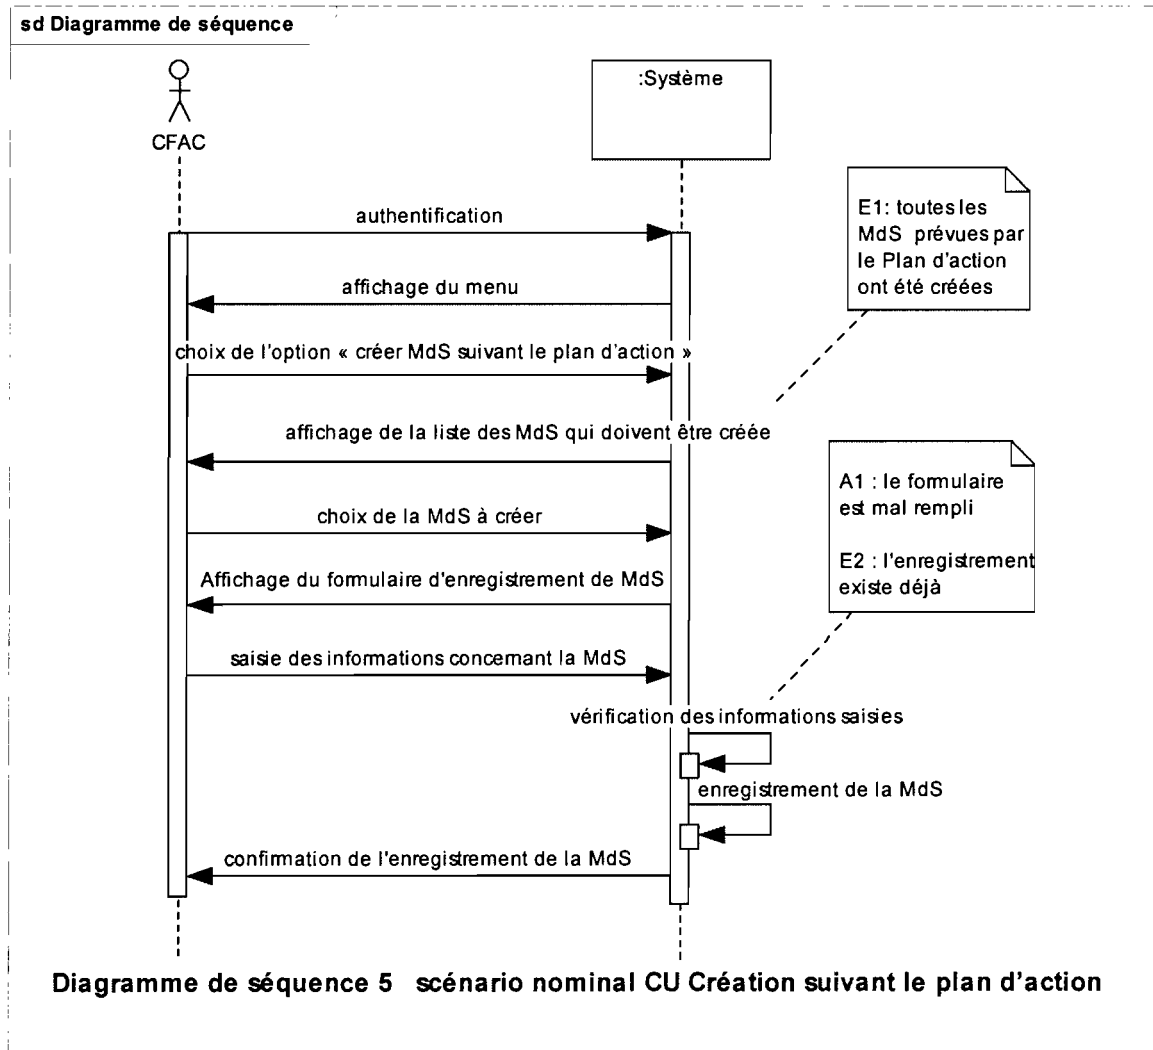 sd Diagramme de séquence
:Système
CFAC
authentification
E1: toutes les
MdS prévues par
le Plan d'action
ont été créées
affichage du menu
choix de l'option « créer MdS suivant le plan d'action »
affichage de la liste des MdS qui doivent être créée
A1 : le formulaire
est mal rempli
E2 : l'enregistrement
existe déjà
choix de la MdS à créer
Affichage du formulaire d'enregistrement de MdS
saisie des informations concernant la MdS
vérification des informations saisies
enregistrement de la MdS
confirmation de l'enregistrement de la MdS
Diagramme de séquence 5 scénario nominal CU Création suivant le plan d'action